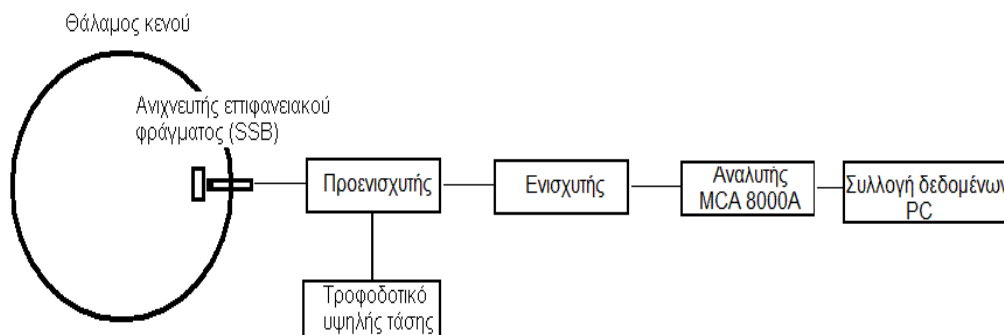 Θάλαμος κενού
Ανιχνευτής επιφανειακού
φράγματος (SSB)
Προενισχυτής
Ενισχυτής
Αναλυτής
MCA 8000A
Συλλογή δεδομένων
PC
Τροφοδοτικό
υψηλής τάσης